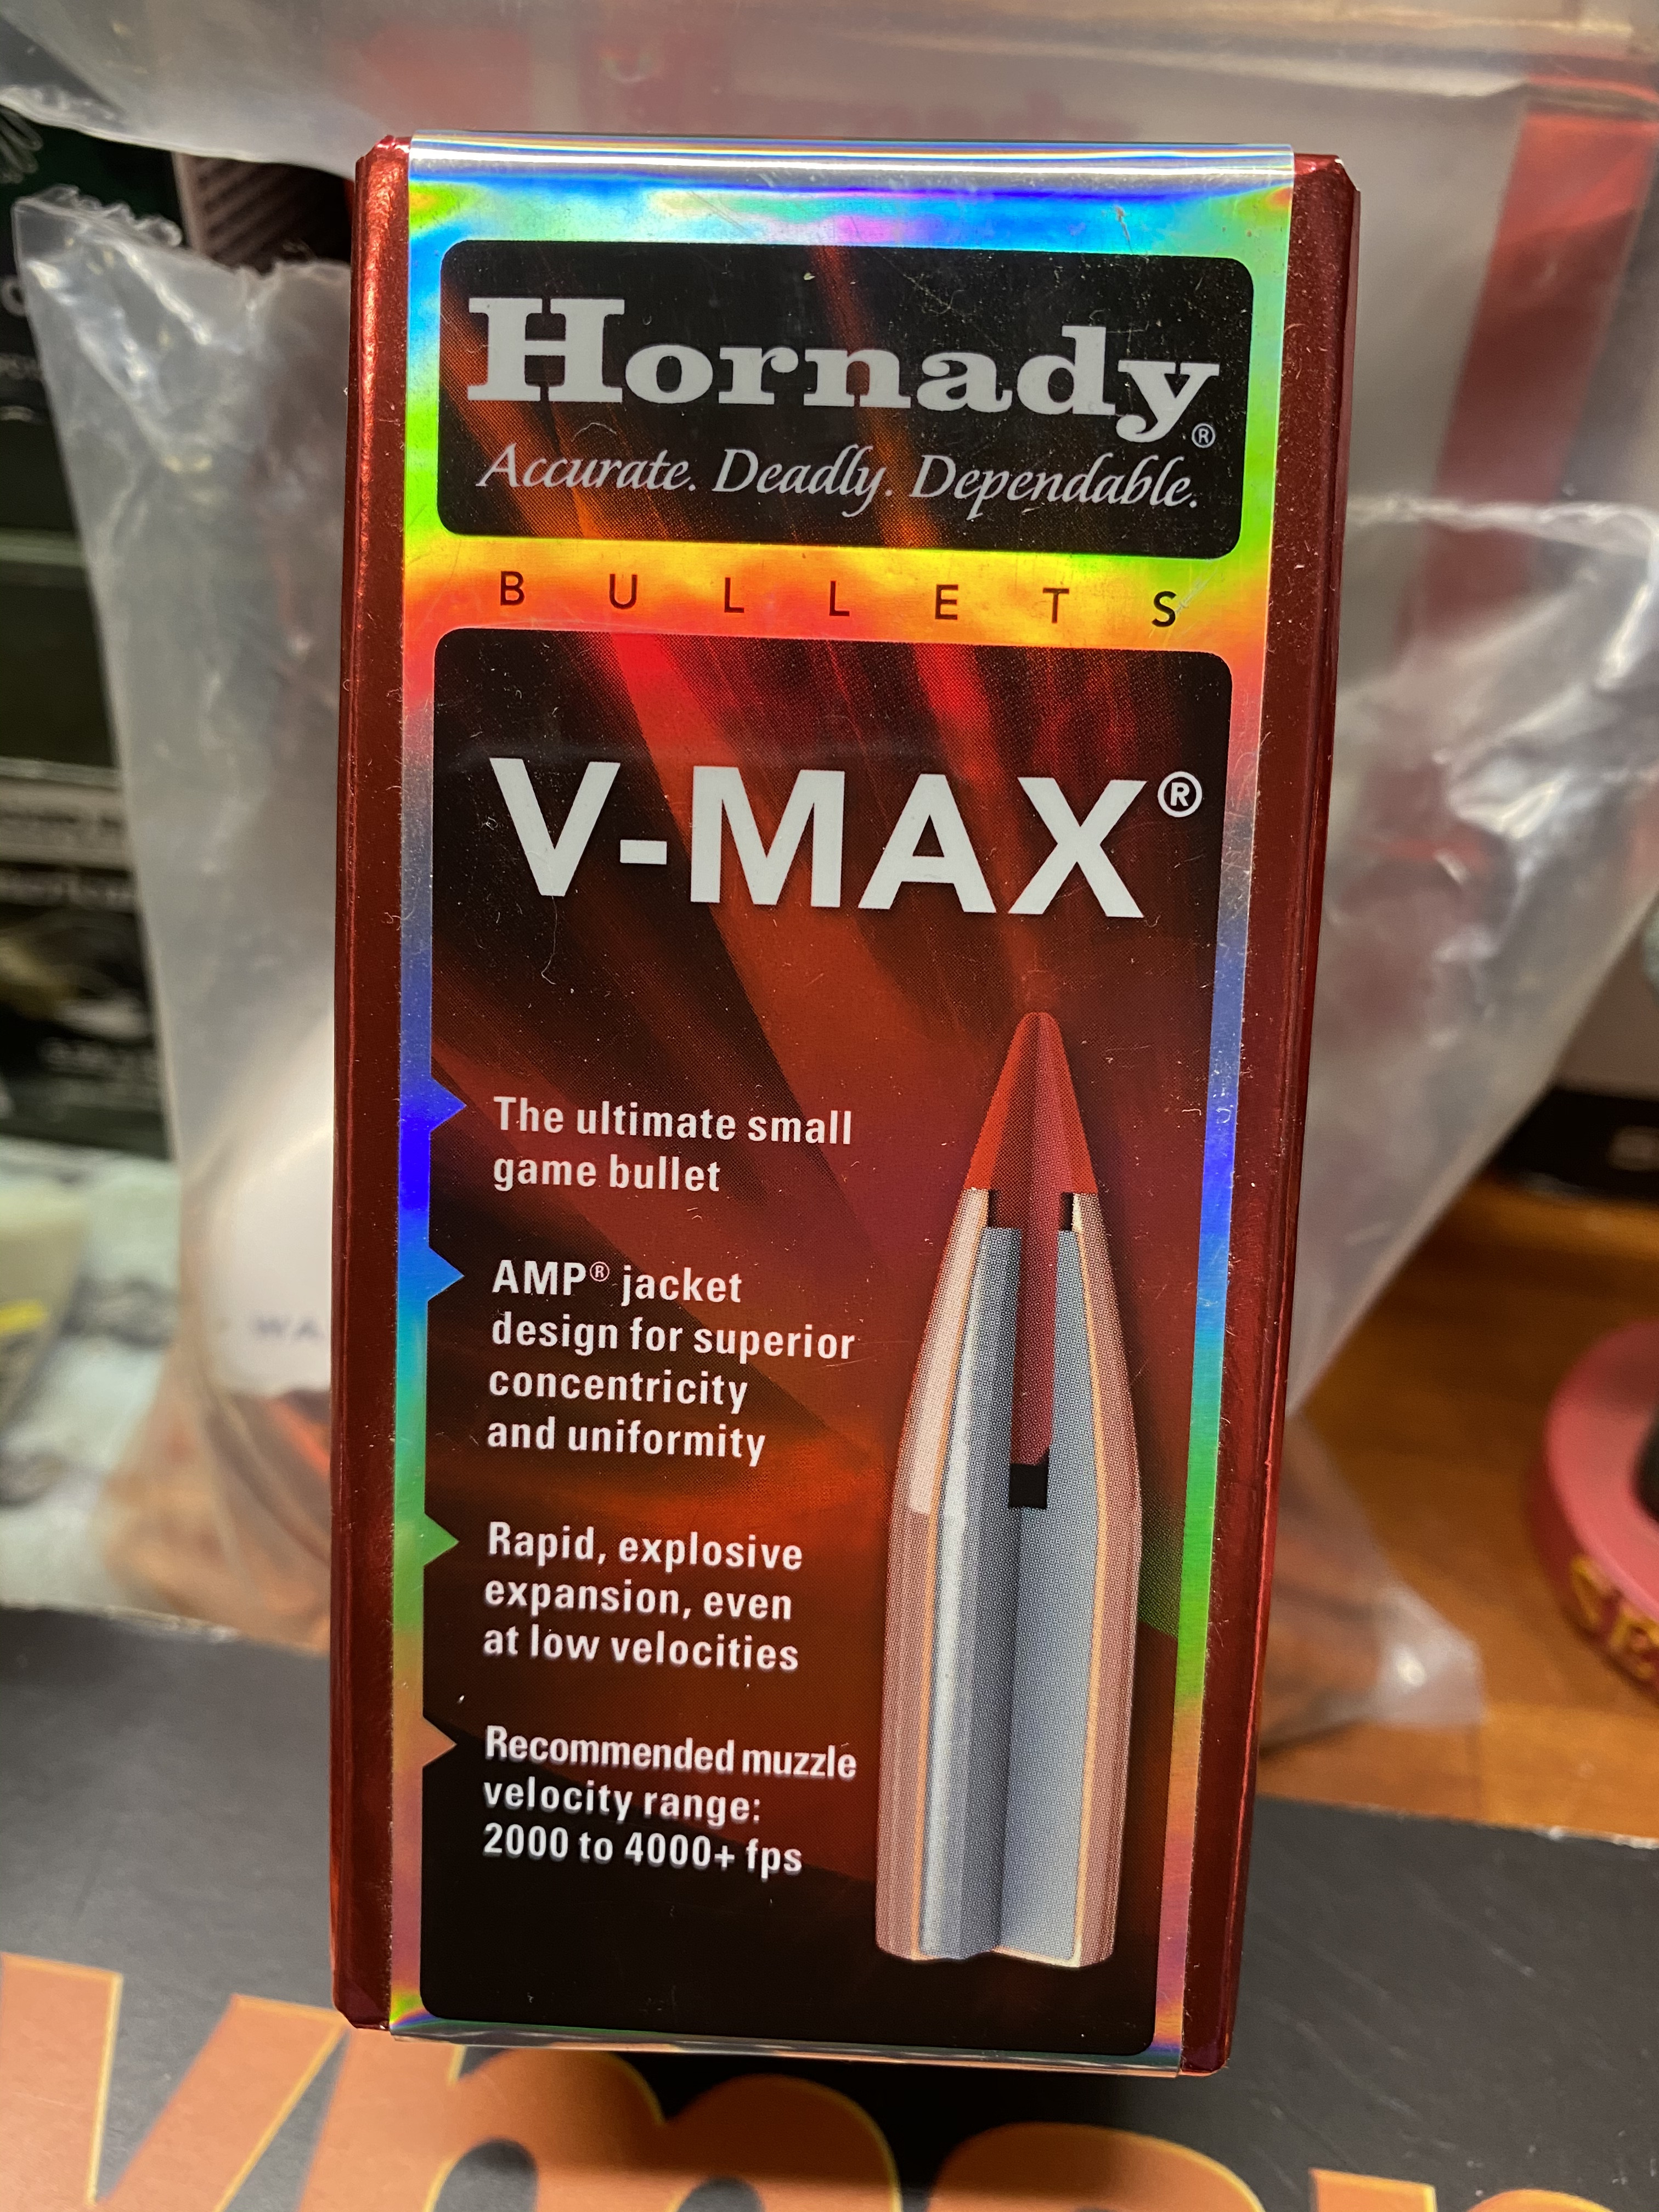 Hornady®
Accurate. Deadly. Dependable.
BULLETS
V-MAX®
The ultimate small
game bullet
AMP® jacket
design for superior
concentricity
and uniformity
Rapid, explosive
expansion, even
at low velocities
Recommended muzzle
velocity range:
2000 to 4000+ fps
WA